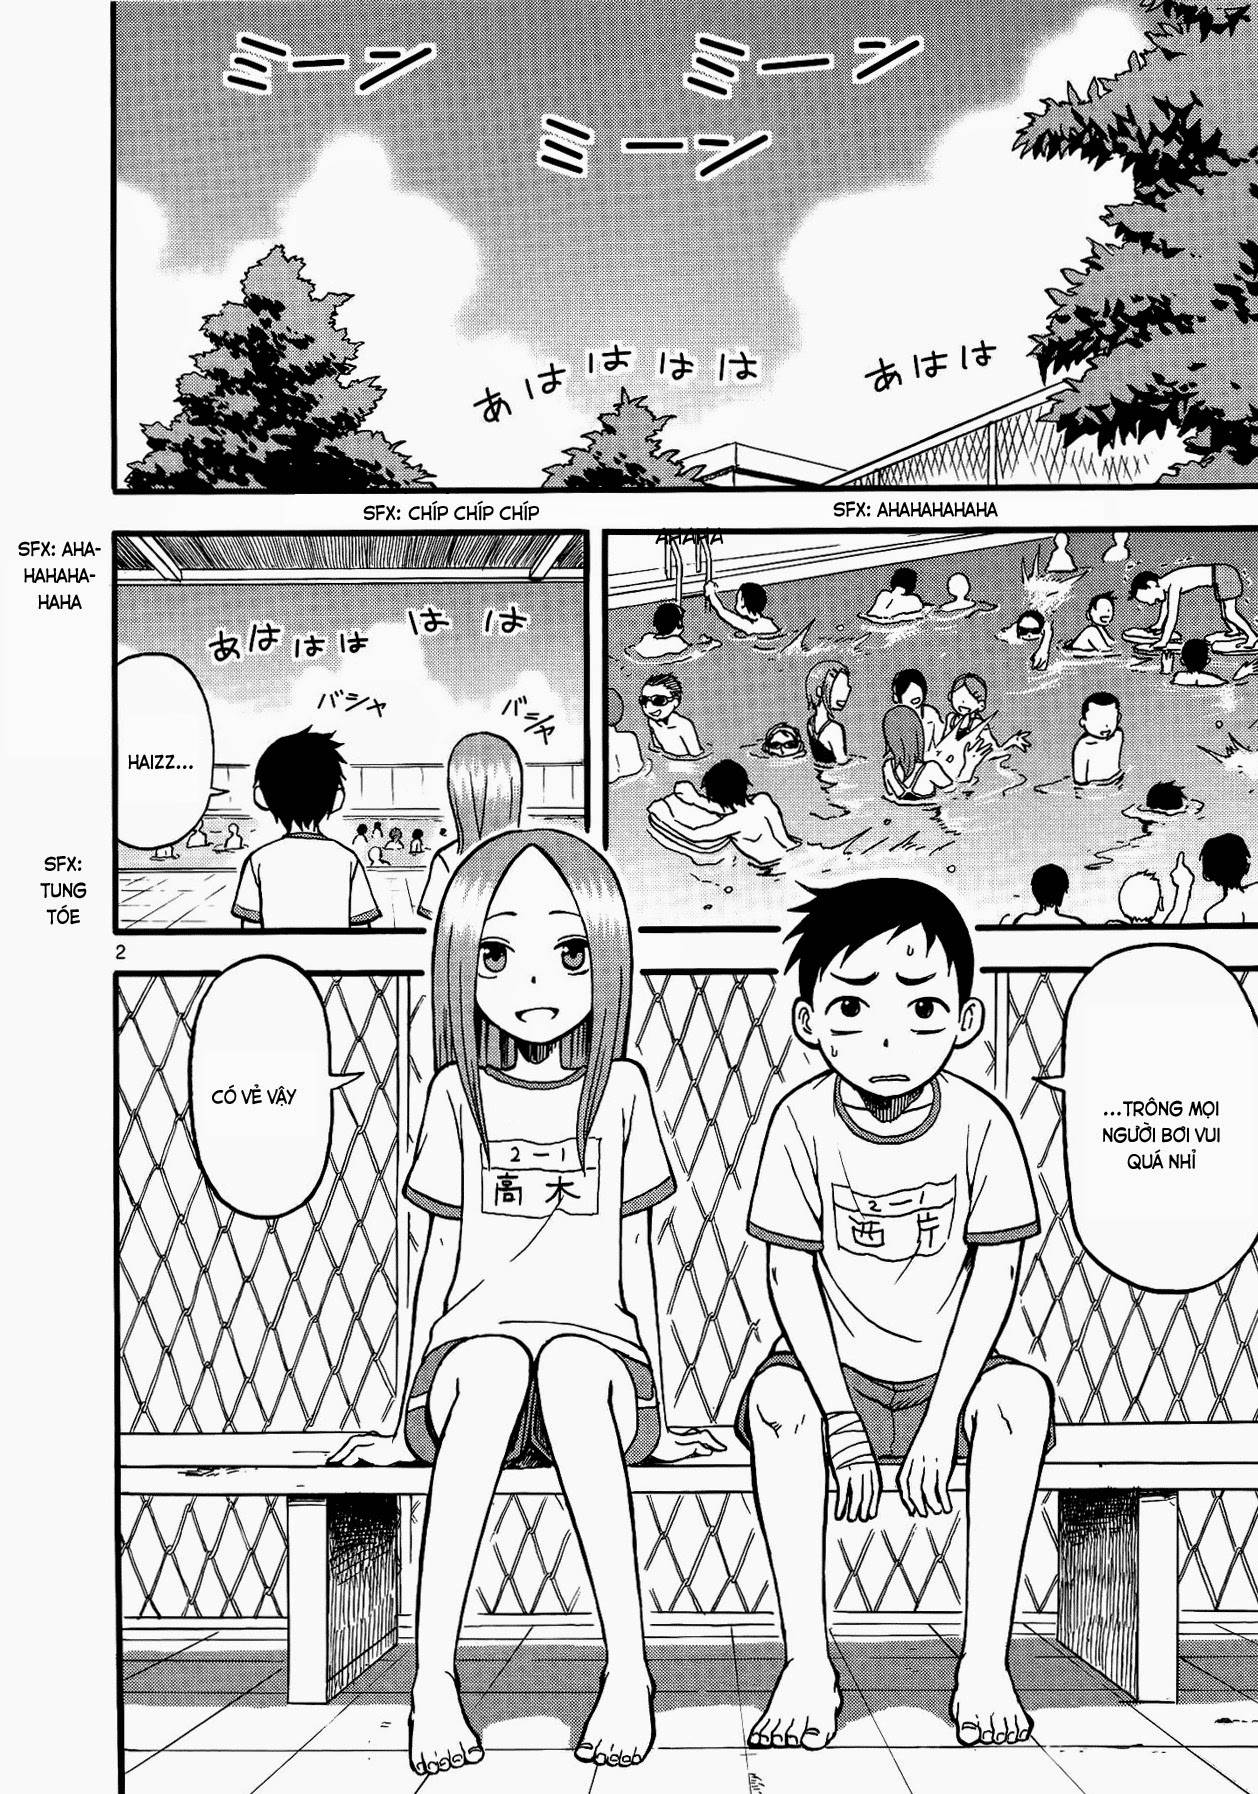 ミーン
ミーン
ミーン
あはははは
あはは
SFX: CHÍP CHÍP CHÍP
SFX: AHAHAHAHAHA
AHAHA
SFX: AHA-
HAHAHA-
HAHA
あはははは は
バシャ
バシャ
HAIZZ...
SFX:
TUNG
TÓE
2
...TRÔNG MỌI
NGƯỜI BƠI VUI
QUÁ NHỈ
CÓ VẺ VẬY
2-1
西片
2-1
高木